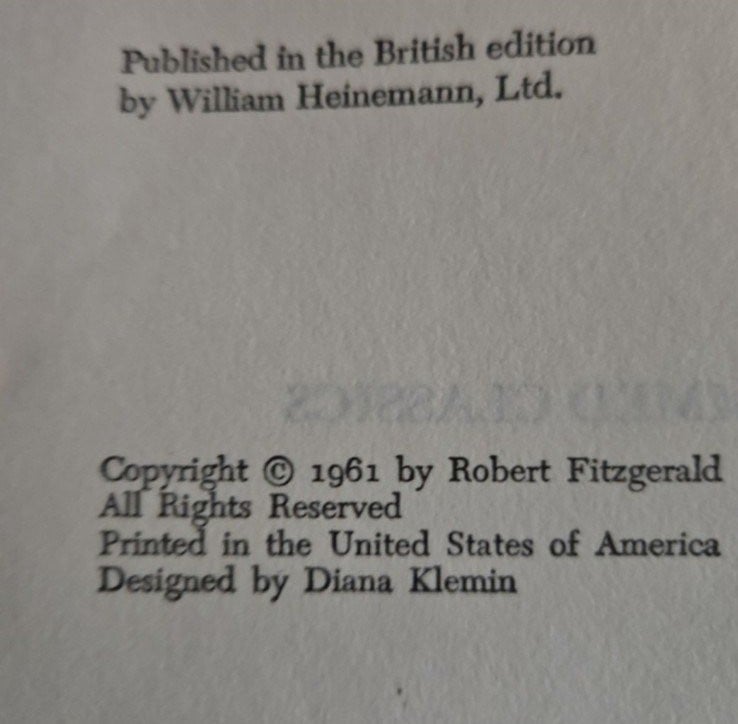 Published in the British edition
by William Heinemann, Ltd.
CLASSICS
Copyright © 1961 by Robert Fitzgerald
All Rights Reserved
Printed in the United States of America
Designed by Diana Klemin